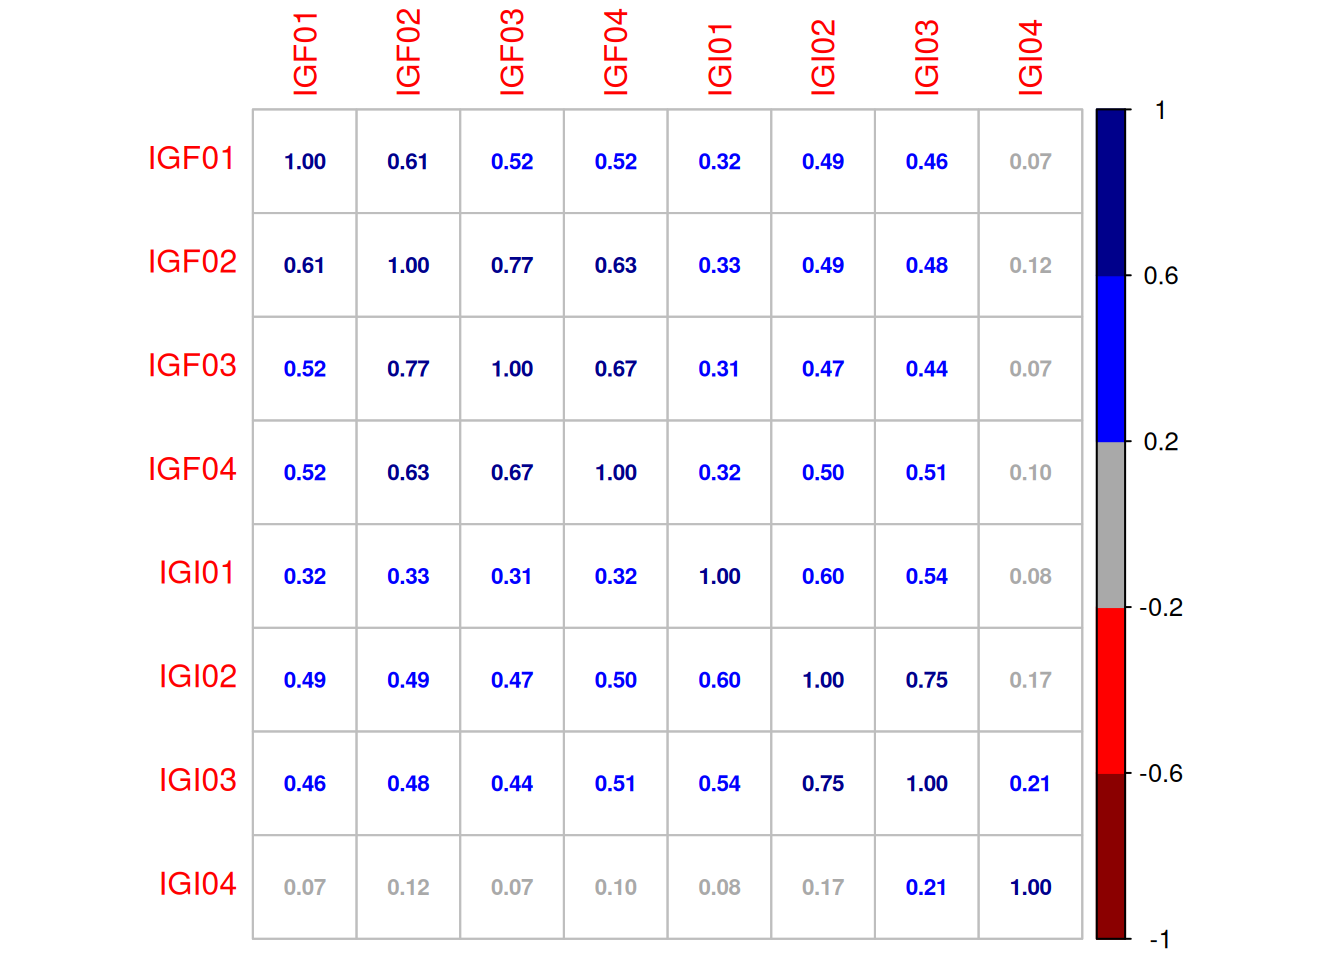 IGF01 IGF02 IGF03 IGF04 IGI01 IGI02 IGI03 IGI04
IGF01 1.00 0.61 0.52 0.52 0.32 0.49 0.46 0.07
IGF02 0.61 1.00 0.77 0.63 0.33 0.49 0.48 0.12
IGF03 0.52 0.77 1.00 0.67 0.31 0.47 0.44 0.07
IGF04 0.52 0.63 0.67 1.00 0.32 0.50 0.51 0.10
IGI01 0.32 0.33 0.31 0.32 1.00 0.60 0.54 0.08
IGI02 0.49 0.49 0.47 0.50 0.60 1.00 0.75 0.17
IGI03 0.46 0.48 0.44 0.51 0.54 0.75 1.00 0.21
IGI04 0.07 0.12 0.07 0.10 0.08 0.17 0.21 1.00
1
0.6
0.2
-0.2
-0.6
-1